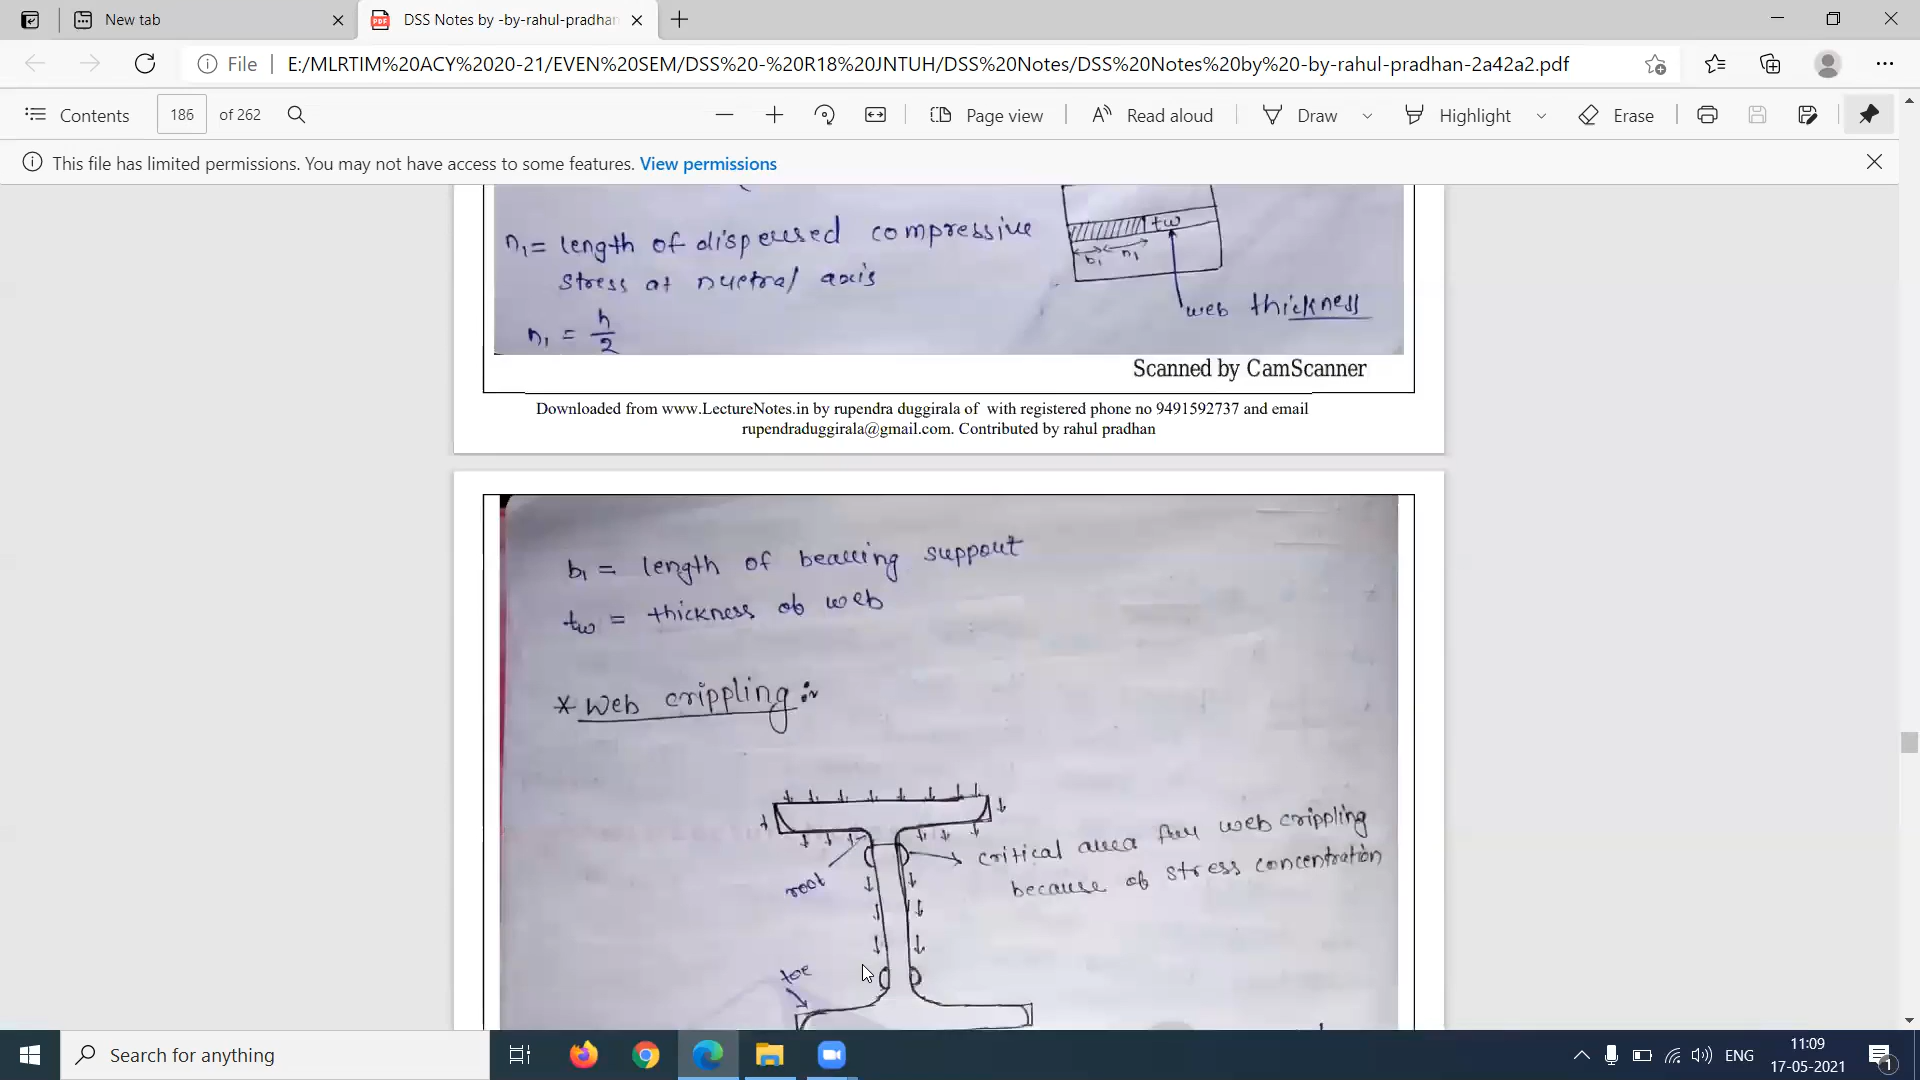 New tab
DSS Notes by -by-rahul-pradhan
File
E:/MLRTIM%20ACY%2020-21/EVEN%20SEM/DSS%20-%20R18%20JNTUH/DSS%20Notes/DSS%20Notes%20by%20-by-rahul-pradhan-2a42a2.pdf
Contents
186
of 262
Page view
Read aloud
Draw
Highlight
Erase
This file has limited permissions. You may not have access to some features. View permissions
n₁ = length of dispersed compressive
stress at nuetral axis
n₁ = h/2
tw
b₁ n₁
web thickness
Scanned by CamScanner
Downloaded from www.LectureNotes.in by rupendra duggirala of with registered phone no 9491592737 and email
rupendraduggirala@gmail.com. Contributed by rahul pradhan
b₁ = length of bearing support
tw = thickness of web
* Web crippling :-
root
critical area for web crippling
because of stress concentration
toe
Search for anything
ENG
11:09
17-05-2021
1